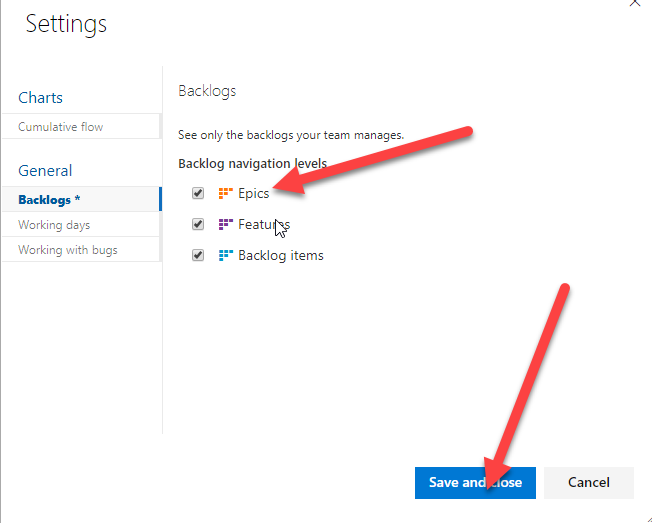 Settings
Charts
Cumulative flow
General
Backlogs *
Working days
Working with bugs
Backlogs
See only the backlogs your team manages.
Backlog navigation levels
Epics
Features
Backlog items
Save and close
Cancel